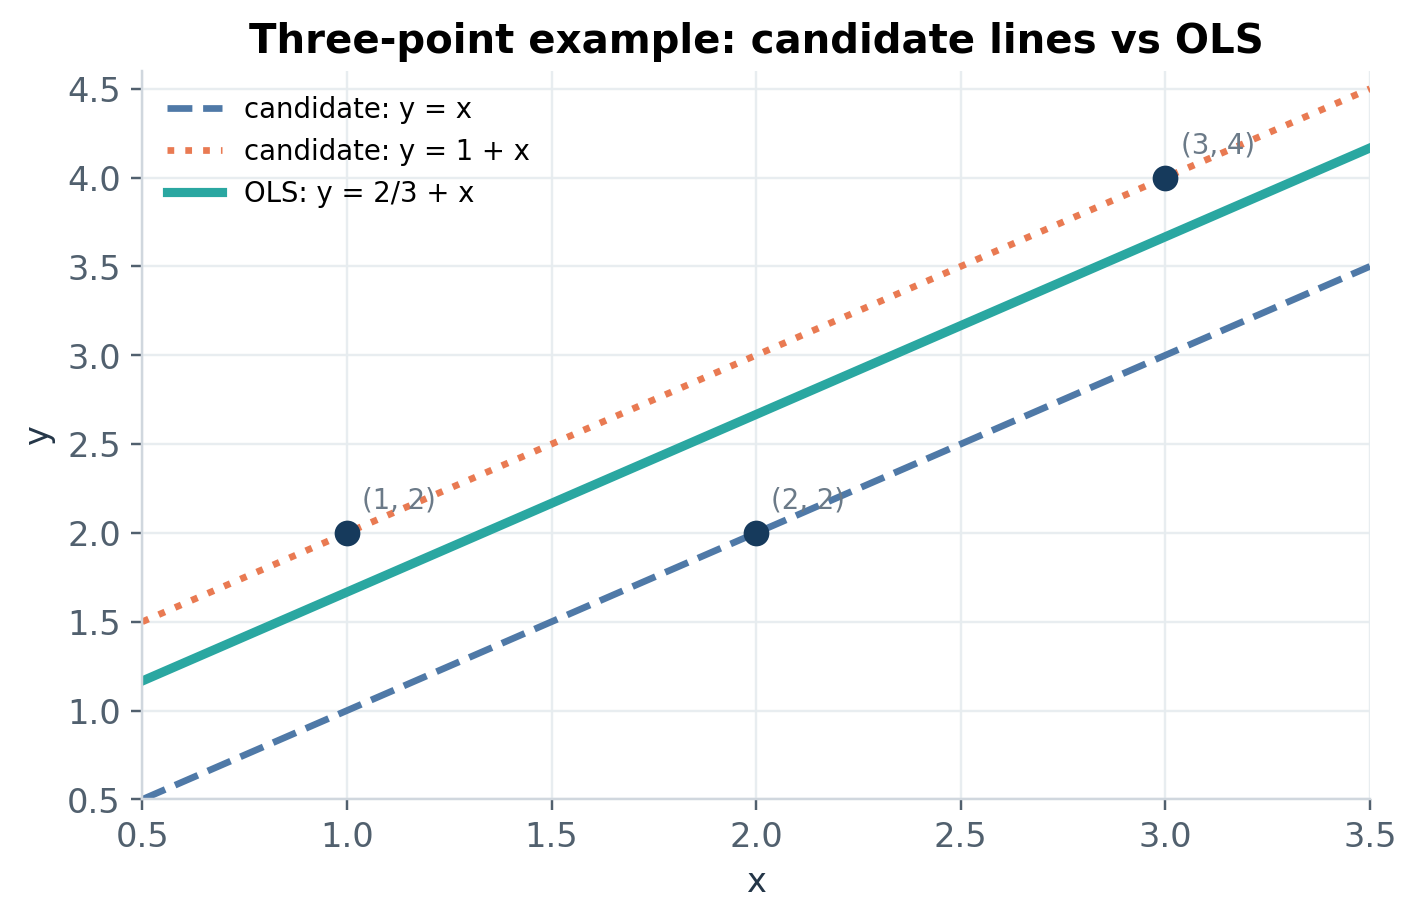 Three-point example: candidate lines vs OLS
candidate: y = x
candidate: y = 1 + x
OLS: y = 2/3 + x
4.5
4.0
3.5
3.0
2.5
2.0
1.5
1.0
0.5
y
(3, 4)
(1, 2)
(2, 2)
0.5 1.0 1.5 2.0 2.5 3.0 3.5
x